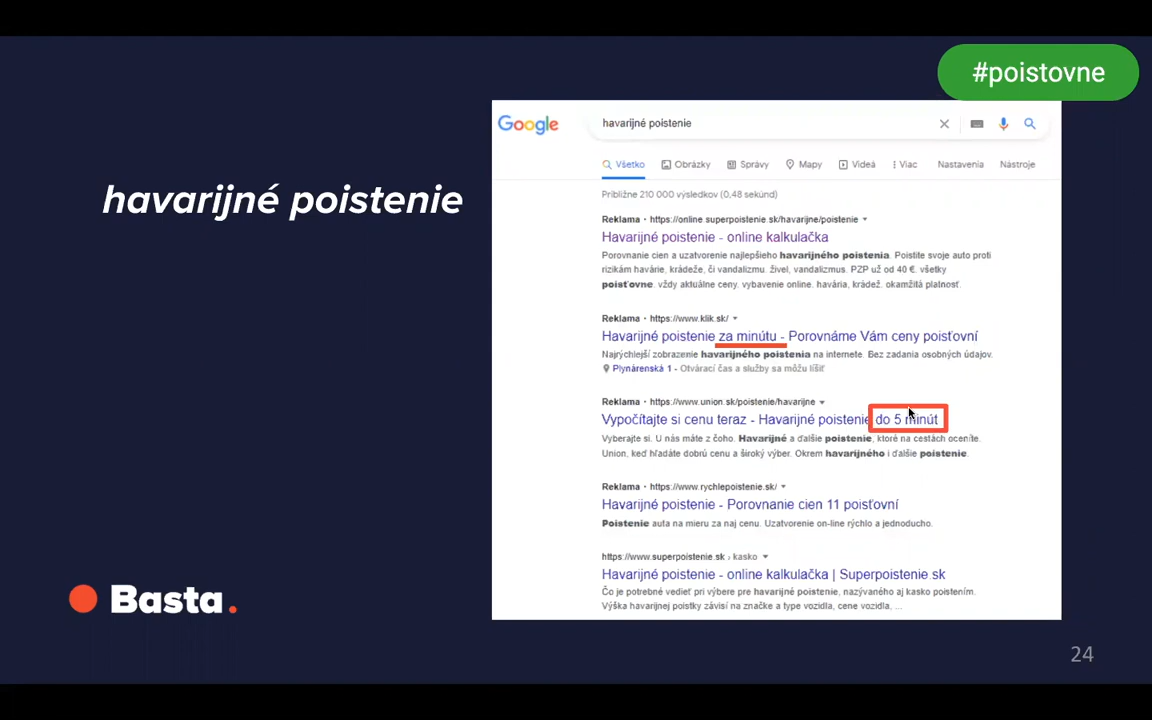 #poistovne
havarijné poistenie
Google
havarijné poistenie
Všetko Obrázky Správy Mapy Videá Viac Nastavenia Nástroje
Približne 210 000 výsledkov (0,48 sekúnd)
Reklama · https://online.superpoistenie.sk/havarijne/poistenie
Havarijné poistenie - online kalkulačka
Porovnanie cien a uzatvorenie najlepšieho havarijného poistenia. Poistite svoje auto proti
rizikám havárie, krádeže, či vandalizmu. živel, vandalizmus. PZP už od 40 €. všetky
poisťovne. vždy aktuálne ceny. vybavenie online. havária, krádež. okamžitá platnosť.
Reklama · https://www.klik.sk/
Havarijné poistenie za minútu - Porovnáme Vám ceny poisťovní
Najrýchlejší zobrazenie havarijného poistenia na internete. Bez zadania osobných údajov.
Plynárenská 1 - Otvárací čas a služby sa môžu líšiť
Reklama · https://www.union.sk/poistenie/havarijne
Vypočítajte si cenu teraz - Havarijné poistenie do 5 minút
Vyberajte si. U nás máte z čoho. Havarijné a ďalšie poistenie, ktoré na cestách oceníte.
Union, keď hľadáte dobrú cenu a široký výber. Okrem havarijného i ďalšie poistenie.
Reklama · https://www.rychlepoistenie.sk/
Havarijné poistenie - Porovnanie cien 11 poisťovní
Poistenie auta na mieru za naj cenu. Uzatvorenie on-line rýchlo a jednoducho.
https://www.superpoistenie.sk › kasko
Havarijné poistenie - online kalkulačka | Superpoistenie.sk
Čo je potrebné vedieť pri výbere pre havarijné poistenie, nazývaného aj kasko poistením.
Výška havarijnej poistky závisí na značke a type vozidla, cene vozidla, ...
Basta.
24